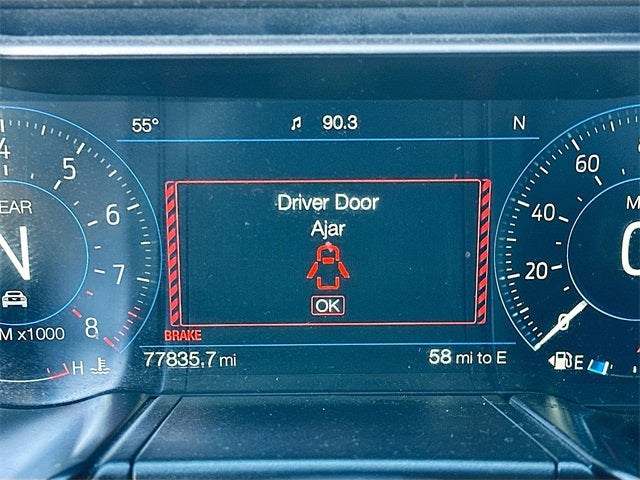 55° 90.3 N
4
5
6
7
8
EAR
N
M x1000
H
Driver Door
Ajar
OK
BRAKE
77835.7 mi 58 mi to E
60
40
20
0
M
0
E